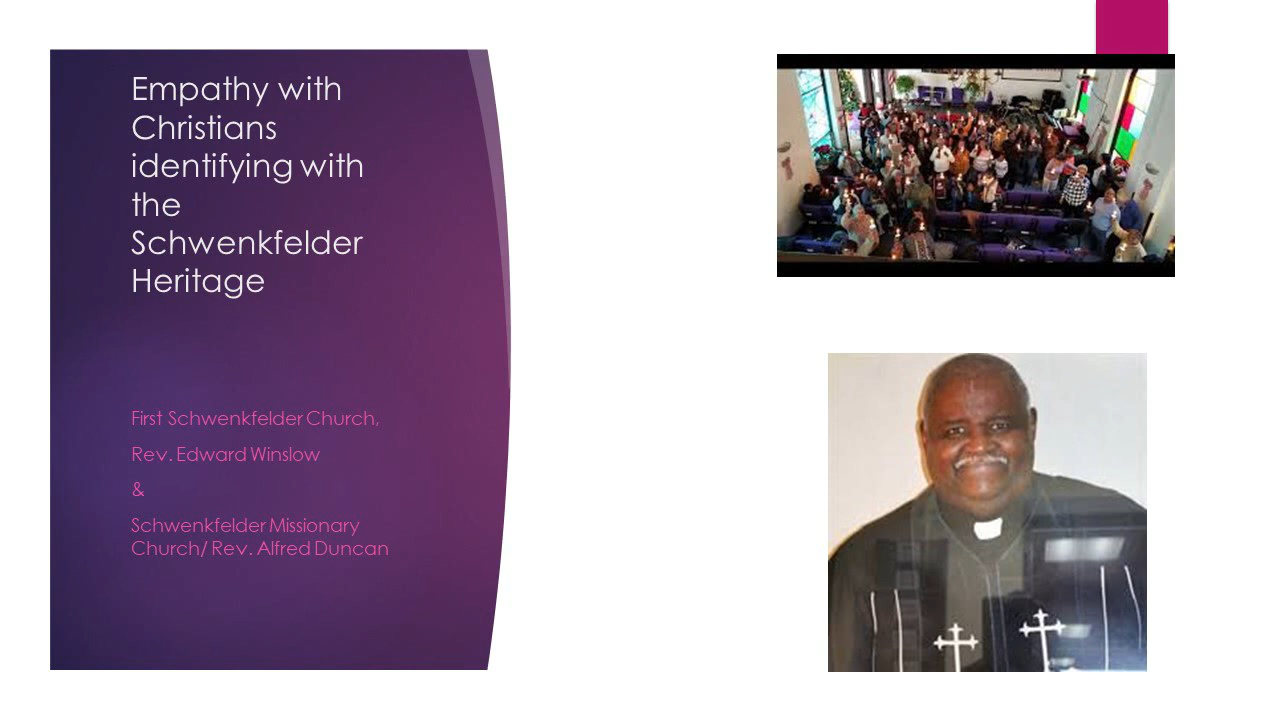 Empathy with
Christians
identifying with
the
Schwenkfelder
Heritage
First Schwenkfelder Church,
Rev. Edward Winslow
&
Schwenkfelder Missionary
Church/ Rev. Alfred Duncan